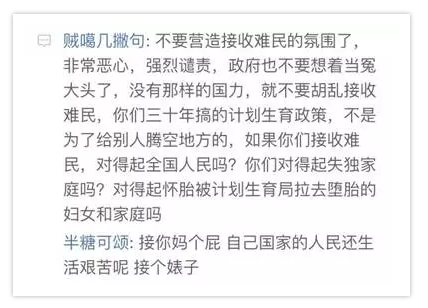 贼噶几撇句: 不要营造接收难民的氛围了，
非常恶心，强烈谴责，政府也不要想着当冤
大头了，没有那样的国力，就不要胡乱接收
难民，你们三十年搞的计划生育政策，不是
为了给别人腾空地方的，如果你们接收难
民，对得起全国人民吗？你们对得起失独家
庭吗？对得起怀胎被计划生育局拉去堕胎的
妇女和家庭吗
半糖可颂: 接你妈个屁 自己国家的人民还生
活艰苦呢 接个婊子